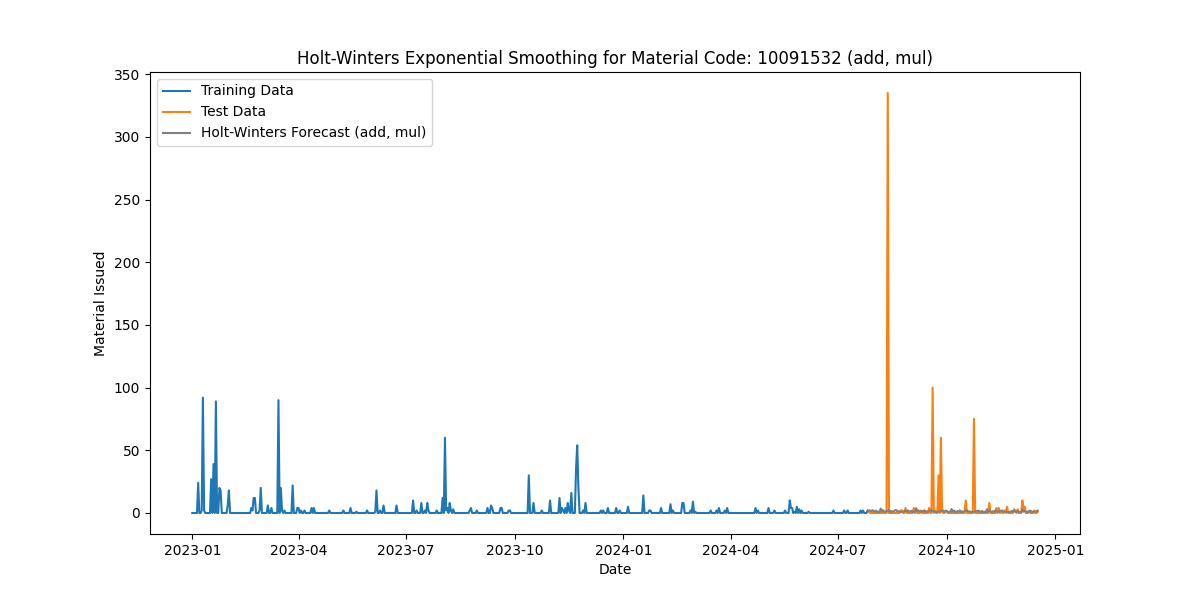 Holt-Winters Exponential Smoothing for Material Code: 10091532 (add, mul)
350
300
250
200
150
100
50
0
Material Issued
Training Data
Test Data
Holt-Winters Forecast (add, mul)
2023-01 2023-04 2023-07 2023-10 2024-01 2024-04 2024-07 2024-10 2025-01
Date